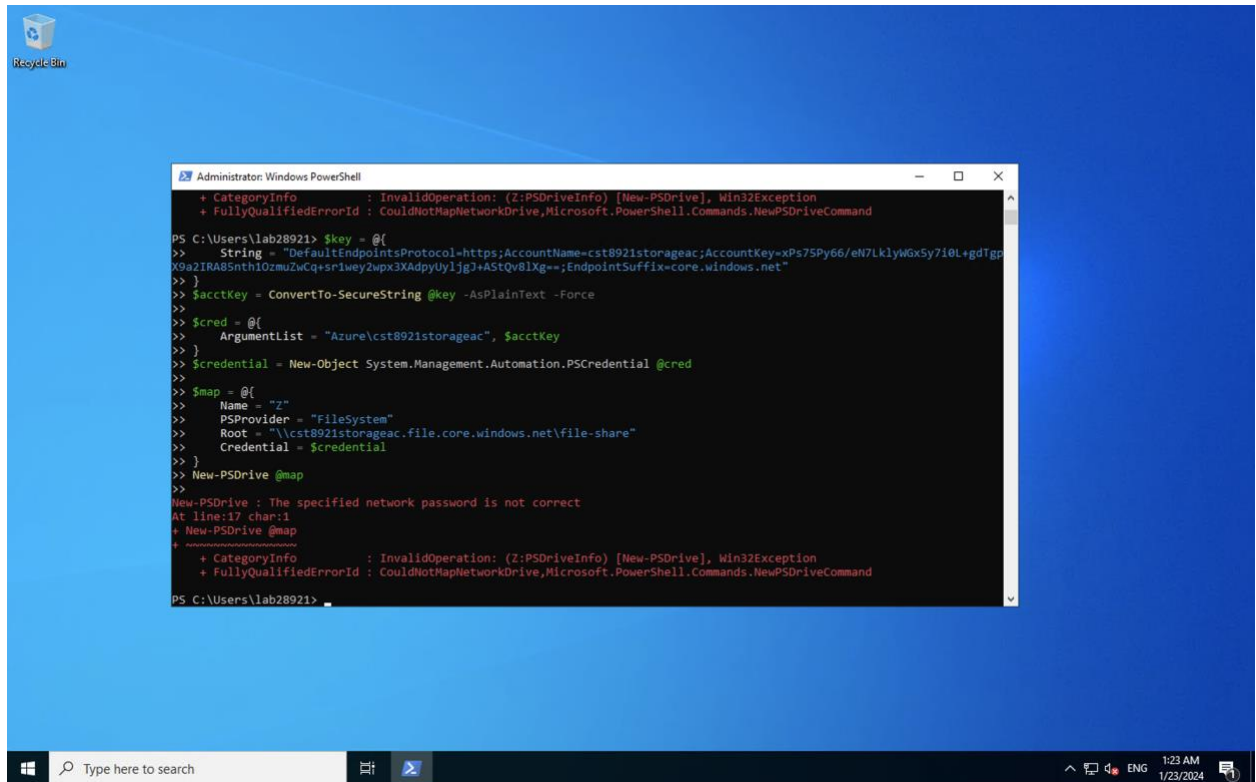 Recycle Bin
Administrator: Windows PowerShell
+ CategoryInfo : InvalidOperation: (Z:PSDriveInfo) [New-PSDrive], Win32Exception
+ FullyQualifiedErrorId : CouldNotMapNetworkDrive,Microsoft.PowerShell.Commands.NewPSDriveCommand
PS C:\Users\lab28921> $key = @{
>> String = "DefaultEndpointsProtocol=https;AccountName=cst8921storageac;AccountKey=xPs75Py66/eN7LklyWGx5y7i0L+gdTgp
X9a2IRA85nth1OzmuZwCq+sr1wey2wpx3XAdpyUyljgJ+AStQv8lXg==;EndpointSuffix=core.windows.net"
>> }
>> $acctKey = ConvertTo-SecureString @key -AsPlainText -Force
>>
>> $cred = @{
>> ArgumentList = "Azure\cst8921storageac", $acctKey
>> }
>> $credential = New-Object System.Management.Automation.PSCredential @cred
>>
>> $map = @{
>> Name = "Z"
>> PSProvider = "FileSystem"
>> Root = "\\cst8921storageac.file.core.windows.net\file-share"
>> Credential = $credential
>> }
>> New-PSDrive @map
>>
New-PSDrive : The specified network password is not correct
At line:17 char:1
+ New-PSDrive @map
+ ~~~~~~~~~~~~~~~~
+ CategoryInfo : InvalidOperation: (Z:PSDriveInfo) [New-PSDrive], Win32Exception
+ FullyQualifiedErrorId : CouldNotMapNetworkDrive,Microsoft.PowerShell.Commands.NewPSDriveCommand
PS C:\Users\lab28921> _
Type here to search
ENG
1:23 AM
1/23/2024
1